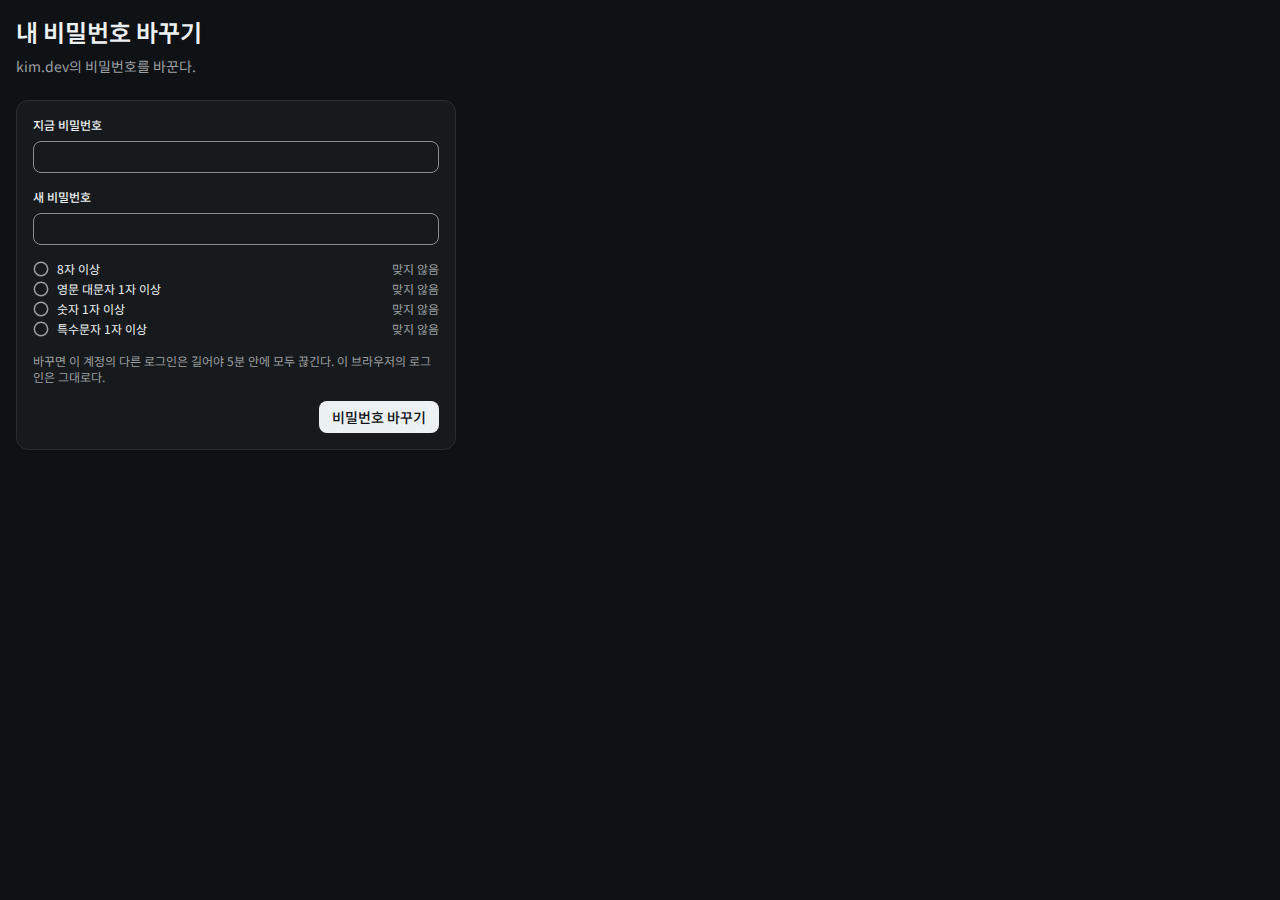 내 비밀번호 바꾸기
kim.dev의 비밀번호를 바꾼다.
지금 비밀번호
새 비밀번호
8자 이상 맞지 않음
영문 대문자 1자 이상 맞지 않음
숫자 1자 이상 맞지 않음
특수문자 1자 이상 맞지 않음
바꾸면 이 계정의 다른 로그인은 길어야 5분 안에 모두 끊긴다. 이 브라우저의 로그
인은 그대로다.
비밀번호 바꾸기